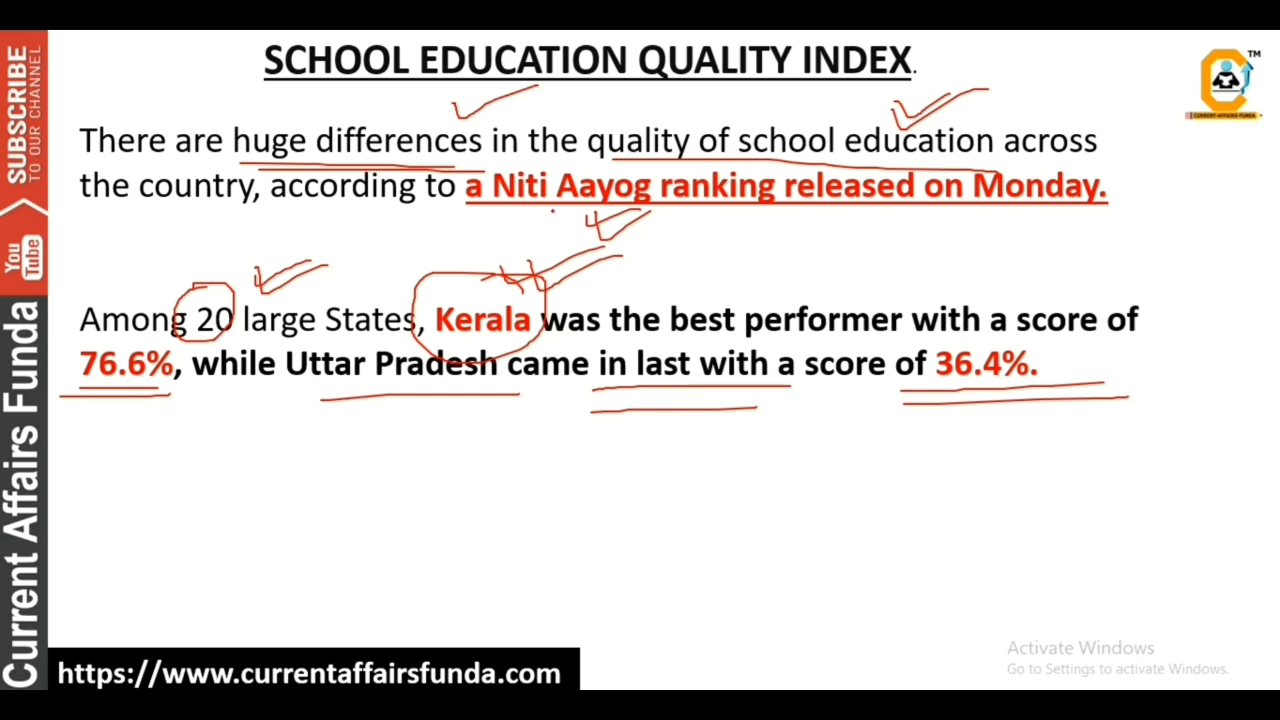 SCHOOL EDUCATION QUALITY INDEX.
There are huge differences in the quality of school education across
the country, according to a Niti Aayog ranking released on Monday.
Among 20 large States, Kerala was the best performer with a score of
76.6%, while Uttar Pradesh came in last with a score of 36.4%.
SUBSCRIBE
TO OUR CHANNEL
You
Tube
Current Affairs Funda
TM
CURRENT-AFFAIRS-FUNDA
https://www.currentaffairsfunda.com
Activate Windows
Go to Settings to activate Windows.